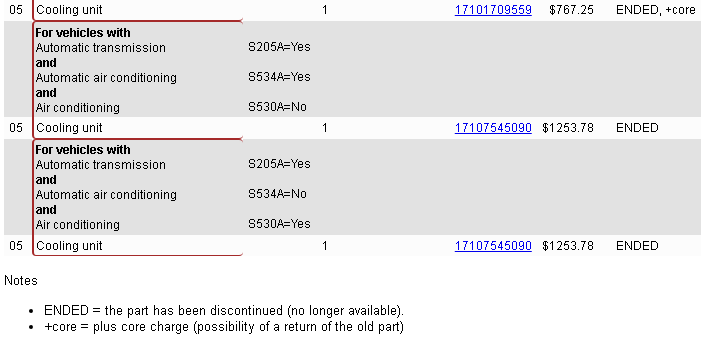 05 Cooling unit 1 17101709559 $767.25 ENDED, +core
For vehicles with
Automatic transmission S205A=Yes
and
Automatic air conditioning S534A=Yes
and
Air conditioning S530A=No
05 Cooling unit 1 17107545090 $1253.78 ENDED
For vehicles with
Automatic transmission S205A=Yes
and
Automatic air conditioning S534A=No
and
Air conditioning S530A=Yes
05 Cooling unit 1 17107545090 $1253.78 ENDED
Notes
• ENDED = the part has been discontinued (no longer available).
• +core = plus core charge (possibility of a return of the old part)